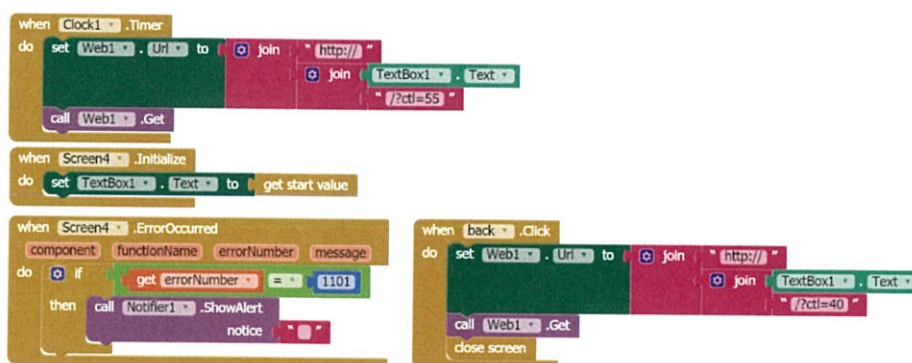 when Clock1 .Timer
do set Web1 . Url to join " http:// "
join TextBox1 . Text
" /?ctl=55 "
call Web1 .Get
when Screen4 .Initialize
do set TextBox1 . Text to get start value
when Screen4 .ErrorOccurred
component functionName errorNumber message
do if get errorNumber = 1101
then call Notifier1 .ShowAlert
notice " "
when back .Click
do set Web1 . Url to join " http:// "
join TextBox1 . Text
" /?ctl=40 "
call Web1 .Get
close screen